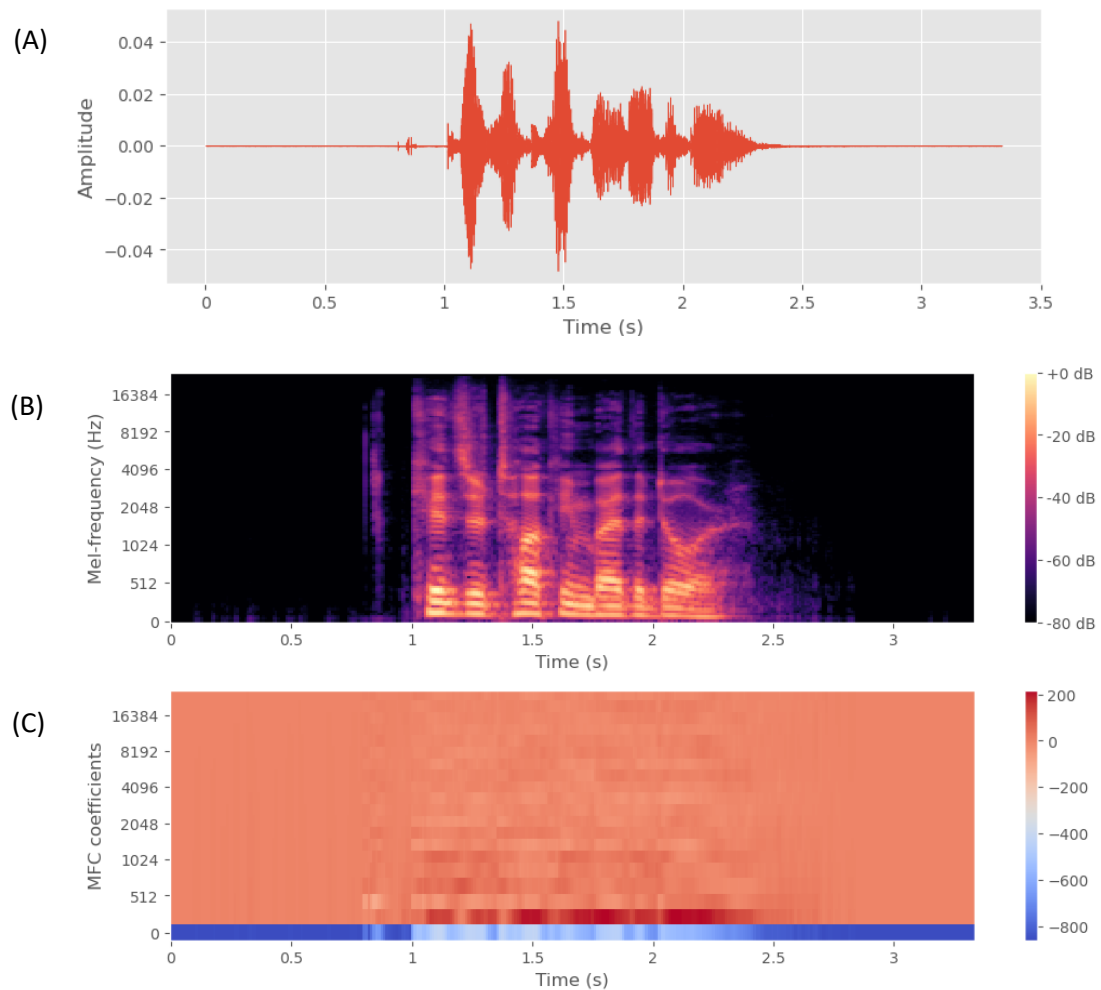 (A)
Amplitude
0.04
0.02
0.00
−0.02
−0.04
0 0.5 1 1.5 2 2.5 3 3.5
Time (s)
(B)
Mel-frequency (Hz)
16384
8192
4096
2048
1024
512
0
0 0.5 1 1.5 2 2.5 3
Time (s)
+0 dB
-20 dB
-40 dB
-60 dB
-80 dB
(C)
MFC coefficients
16384
8192
4096
2048
1024
512
0
0 0.5 1 1.5 2 2.5 3
Time (s)
200
0
−200
−400
−600
−800